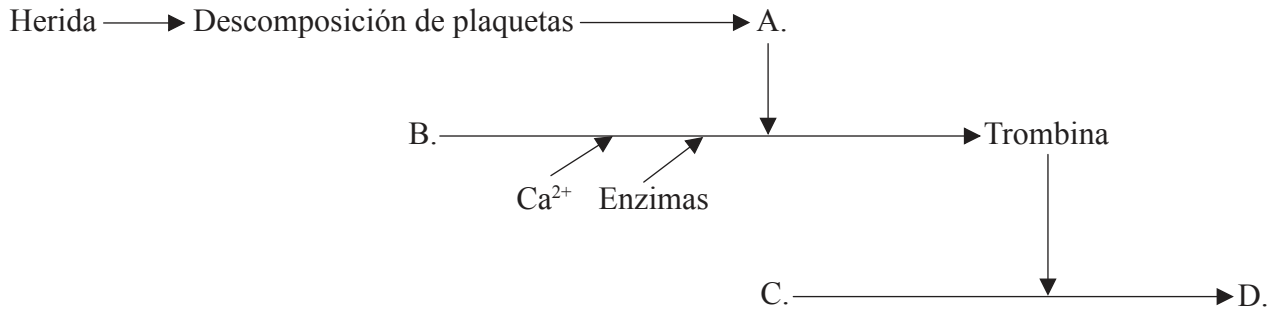 Herida Descomposición de plaquetas A.
B. Trombina
Ca²⁺ Enzimas
C. D.